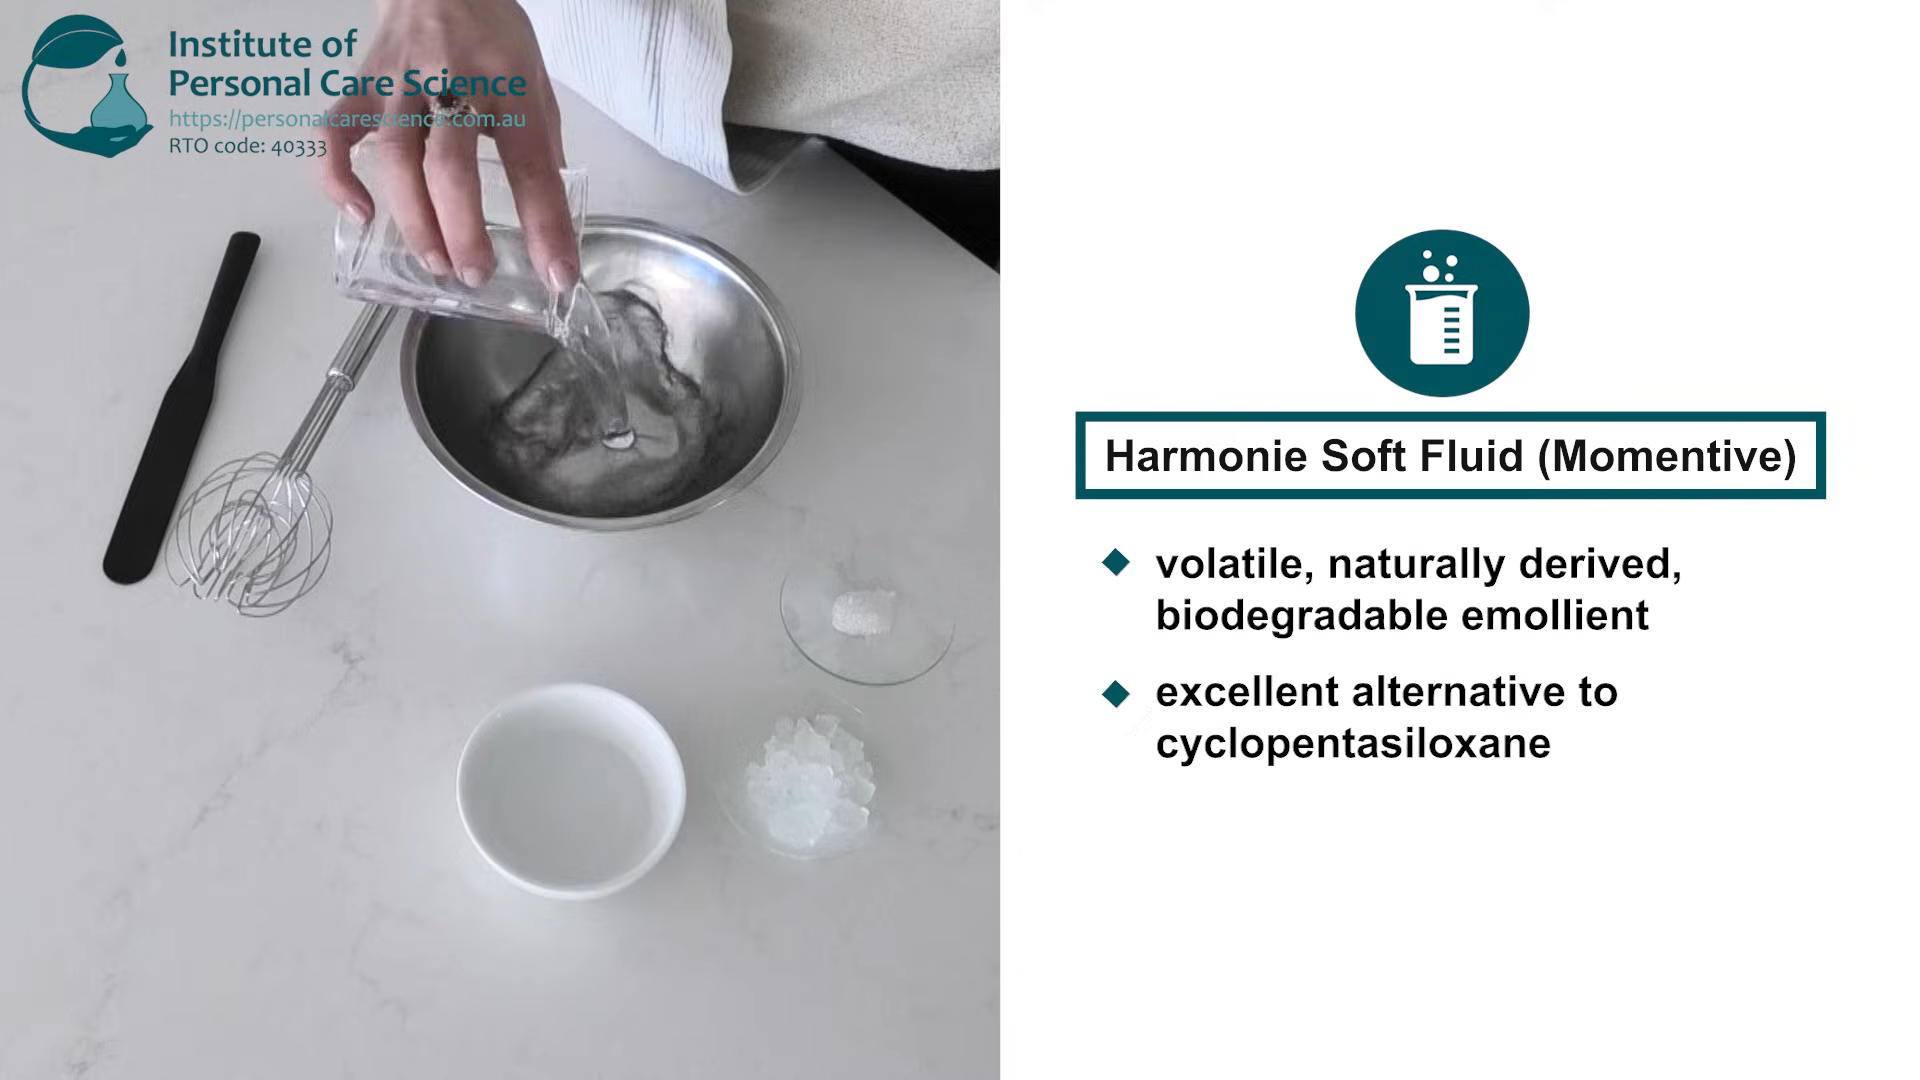 Institute of
Personal Care Science
https://personalcarescience.com.au
RTO code: 40333
Harmonie Soft Fluid (Momentive)
volatile, naturally derived,
biodegradable emollient
excellent alternative to
cyclopentasiloxane